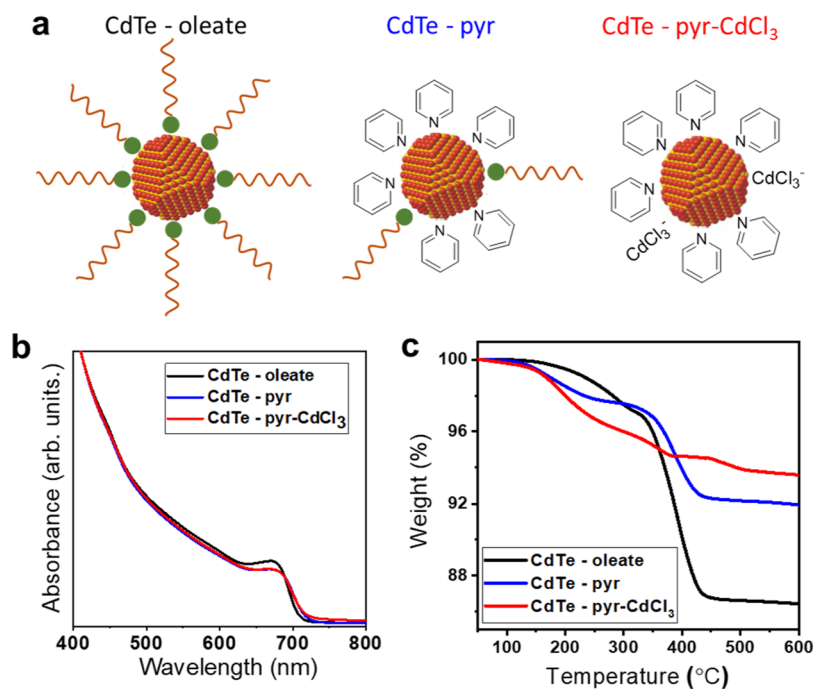 a
CdTe - oleate
CdTe - pyr
CdTe - pyr-CdCl₃
N
N
N
N
N
N
N
N
N
N
N
N
CdCl₃⁻
CdCl₃⁻
b
Absorbance (arb. units.)
CdTe - oleate
CdTe - pyr
CdTe - pyr-CdCl₃
400
500
600
700
800
Wavelength (nm)
c
Weight (%)
100
96
92
88
CdTe - oleate
CdTe - pyr
CdTe - pyr-CdCl₃
100
200
300
400
500
600
Temperature (°C)